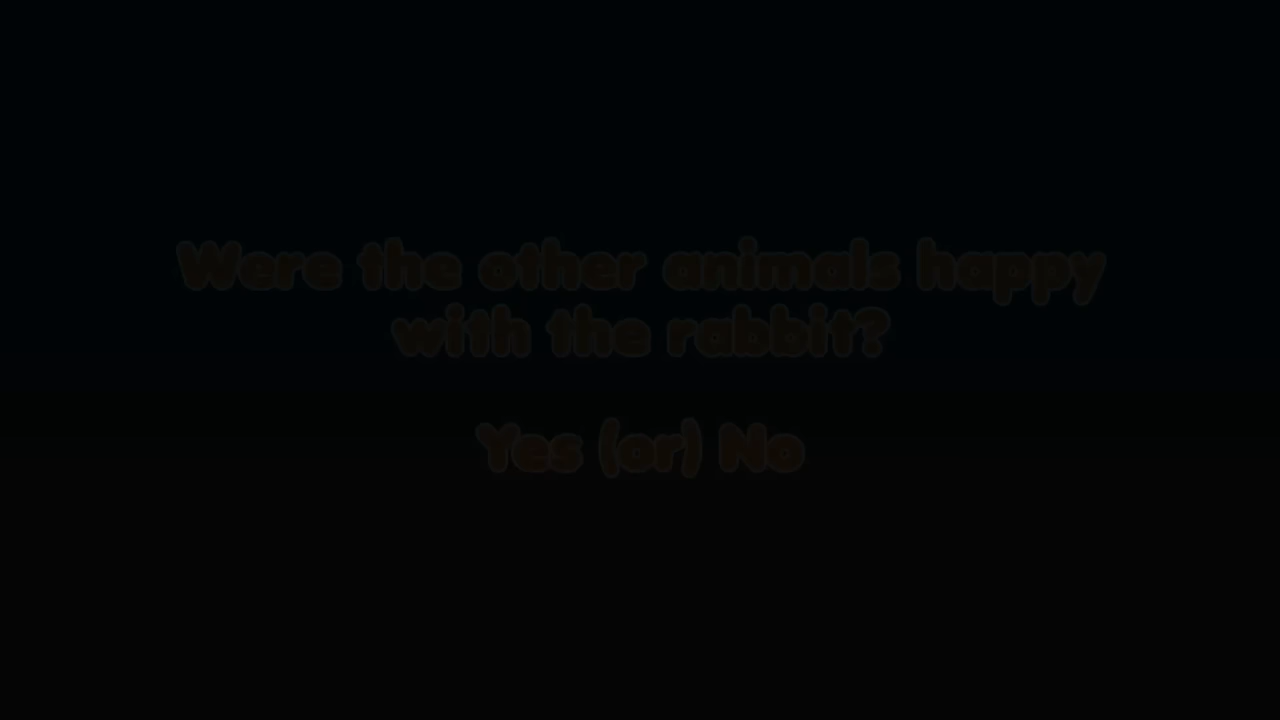 Were the other animals happy
with the rabbit?
Yes (or) No